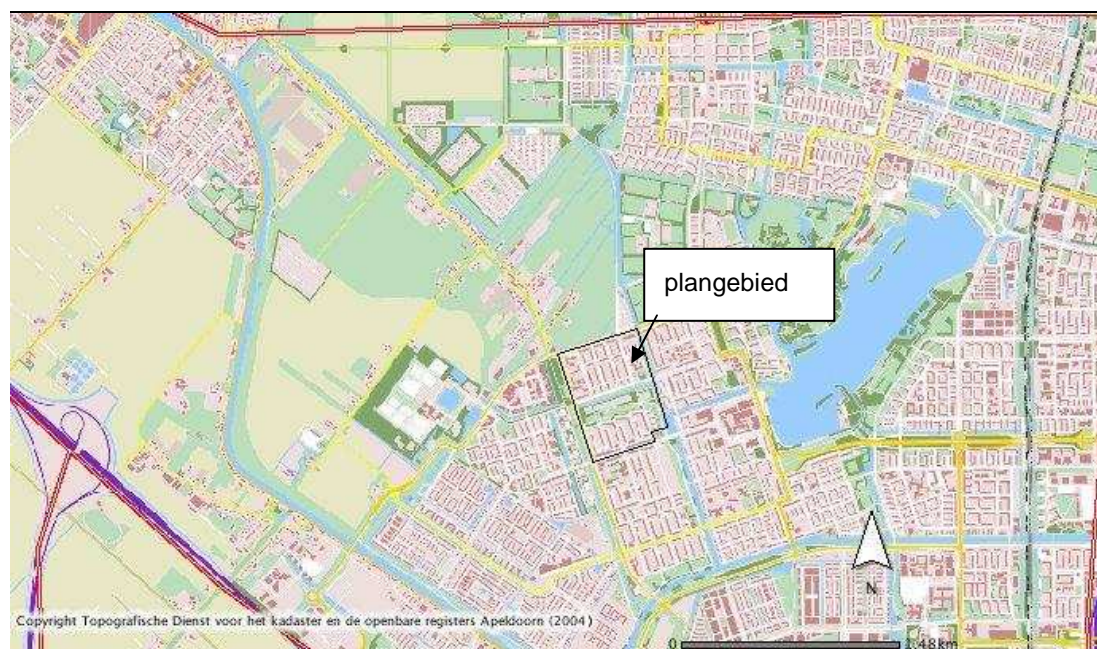 plangebied
N
Copyright Topografische Dienst voor het kadaster en de openbare registers Apeldoorn (2004)
0 1.48km